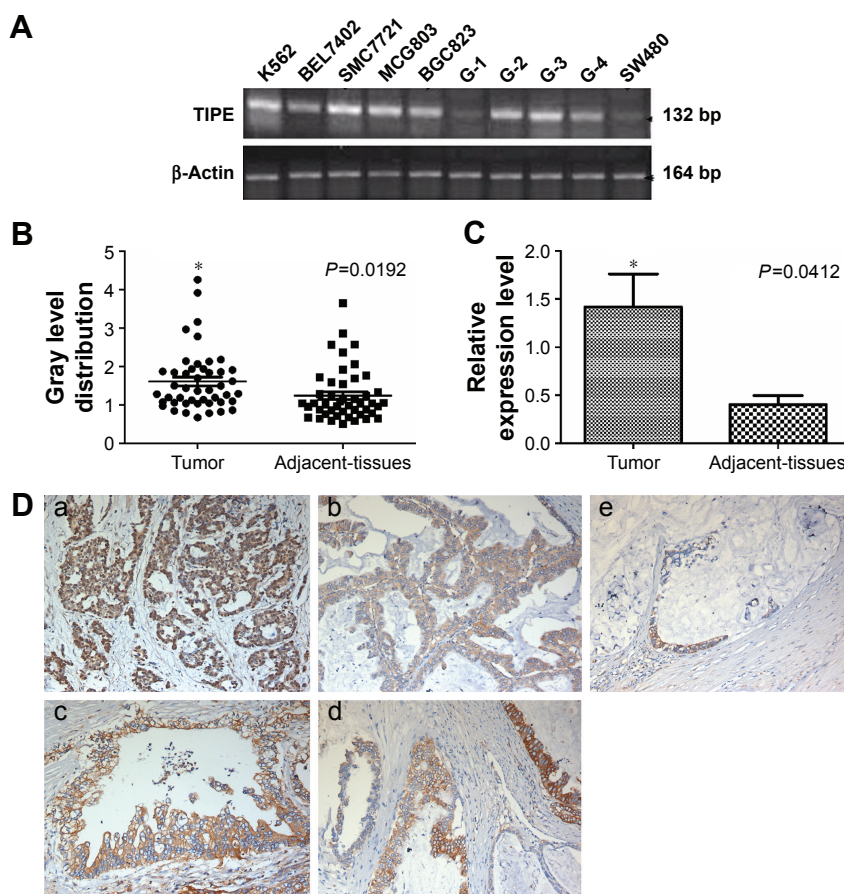 A
K562 BEL7402 SMC7721 MCG803 BGC823 G-1 G-2 G-3 G-4 SW480
TIPE 132 bp
β-Actin 164 bp
B
Gray level
distribution
5
4
3
2
1
0
*
P=0.0192
Tumor Adjacent-tissues
C
Relative
expression level
2.0
1.5
1.0
0.5
0.0
*
P=0.0412
Tumor Adjacent-tissues
D
a
b
e
c
d